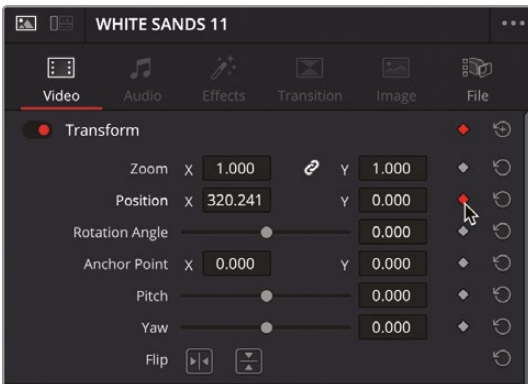 WHITE SANDS 11
Video Audio Effects Transition Image File
Transform
Zoom X 1.000 Y 1.000
Position X 320.241 Y 0.000
Rotation Angle 0.000
Anchor Point X 0.000 Y 0.000
Pitch 0.000
Yaw 0.000
Flip